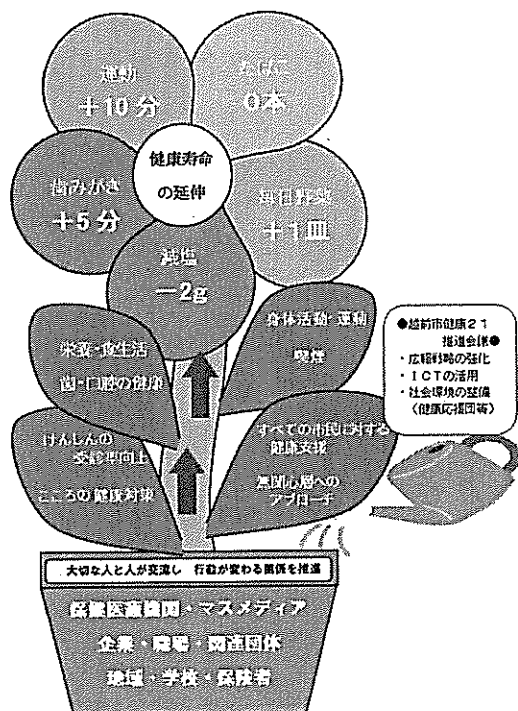 運動
+10分
たばこ
0本
健康寿命
の延伸
歯みがき
+5分
毎日野菜
+1皿
減塩
-2g
身体活動・運動
喫煙
栄養・食生活
歯・口腔の健康
●越前市健康21
推進会議●
・広報戦略の強化
・ICTの活用
・社会環境の整備
(健康応援団等)
けんしんの
受診率向上
こころの健康対策
すべての市民に対する
健康支援
無関心層への
アプローチ
大切な人と人が交流し 行動が変わる関係を推進
保健医療機関・マスメディア
企業・職場・関連団体
地域・学校・保険者